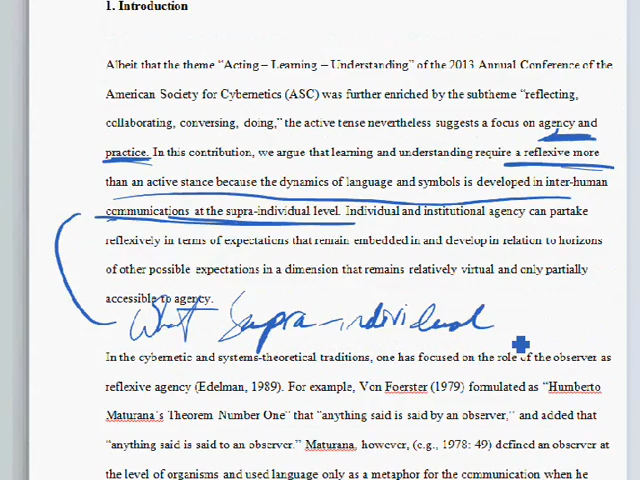 1. Introduction
Albeit that the theme “Acting – Learning – Understanding” of the 2013 Annual Conference of the
American Society for Cybernetics (ASC) was further enriched by the subtheme “reflecting,
collaborating, conversing, doing,” the active tense nevertheless suggests a focus on agency and
practice. In this contribution, we argue that learning and understanding require a reflexive more
than an active stance because the dynamics of language and symbols is developed in inter-human
communications at the supra-individual level. Individual and institutional agency can partake
reflexively in terms of expectations that remain embedded in and develop in relation to horizons
of other possible expectations in a dimension that remains relatively virtual and only partially
accessible to agency.
What Supra-individual
In the cybernetic and systems-theoretical traditions, one has focused on the role of the observer as
reflexive agency (Edelman, 1989). For example, Von Foerster (1979) formulated as “Humberto
Maturana’s Theorem Number One” that “anything said is said by an observer,” and added that
“anything said is said to an observer.” Maturana, however, (e.g., 1978: 49) defined an observer at
the level of organisms and used language only as a metaphor for the communication when he